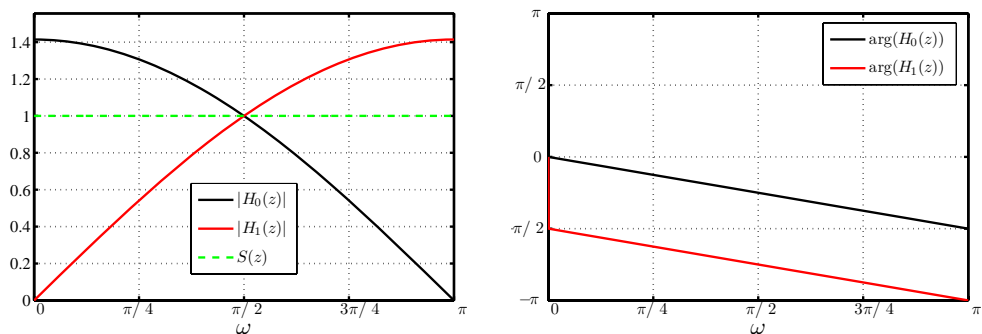 1.4
1.2
1
0.8
0.6
0.4
0.2
0
|H₀(z)|
|H₁(z)|
S(z)
0
π/ 4
π/ 2
3π/ 4
π
ω
π
π/ 2
0
π/ 2
−π
arg(H₀(z))
arg(H₁(z))
0
π/ 4
π/ 2
3π/ 4
π
ω